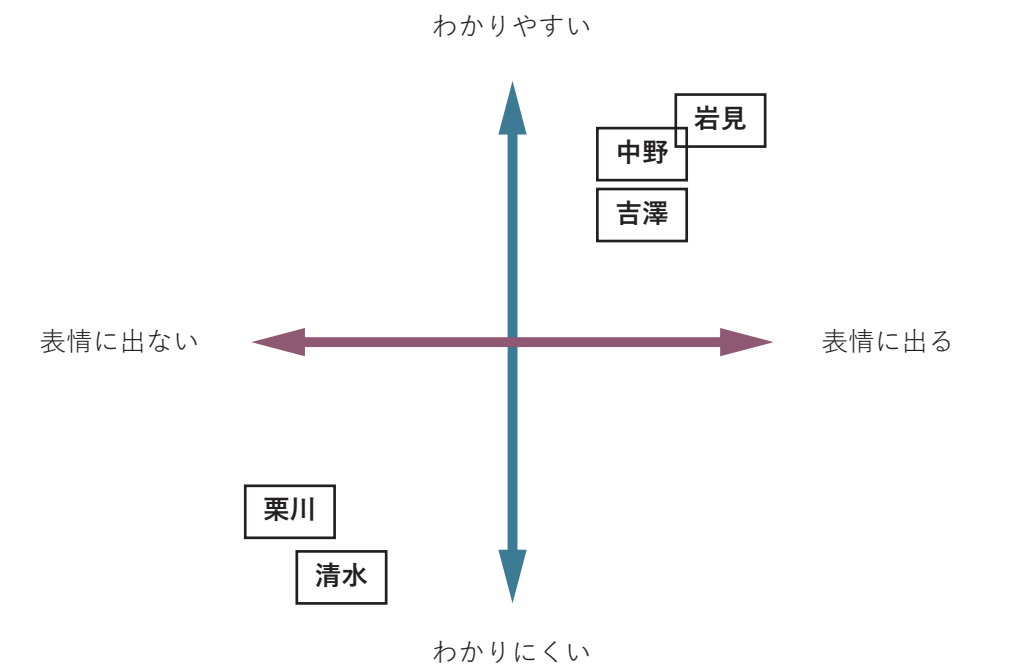 わかりやすい
岩見
中野
吉澤
表情に出ない
表情に出る
栗川
清水
わかりにくい